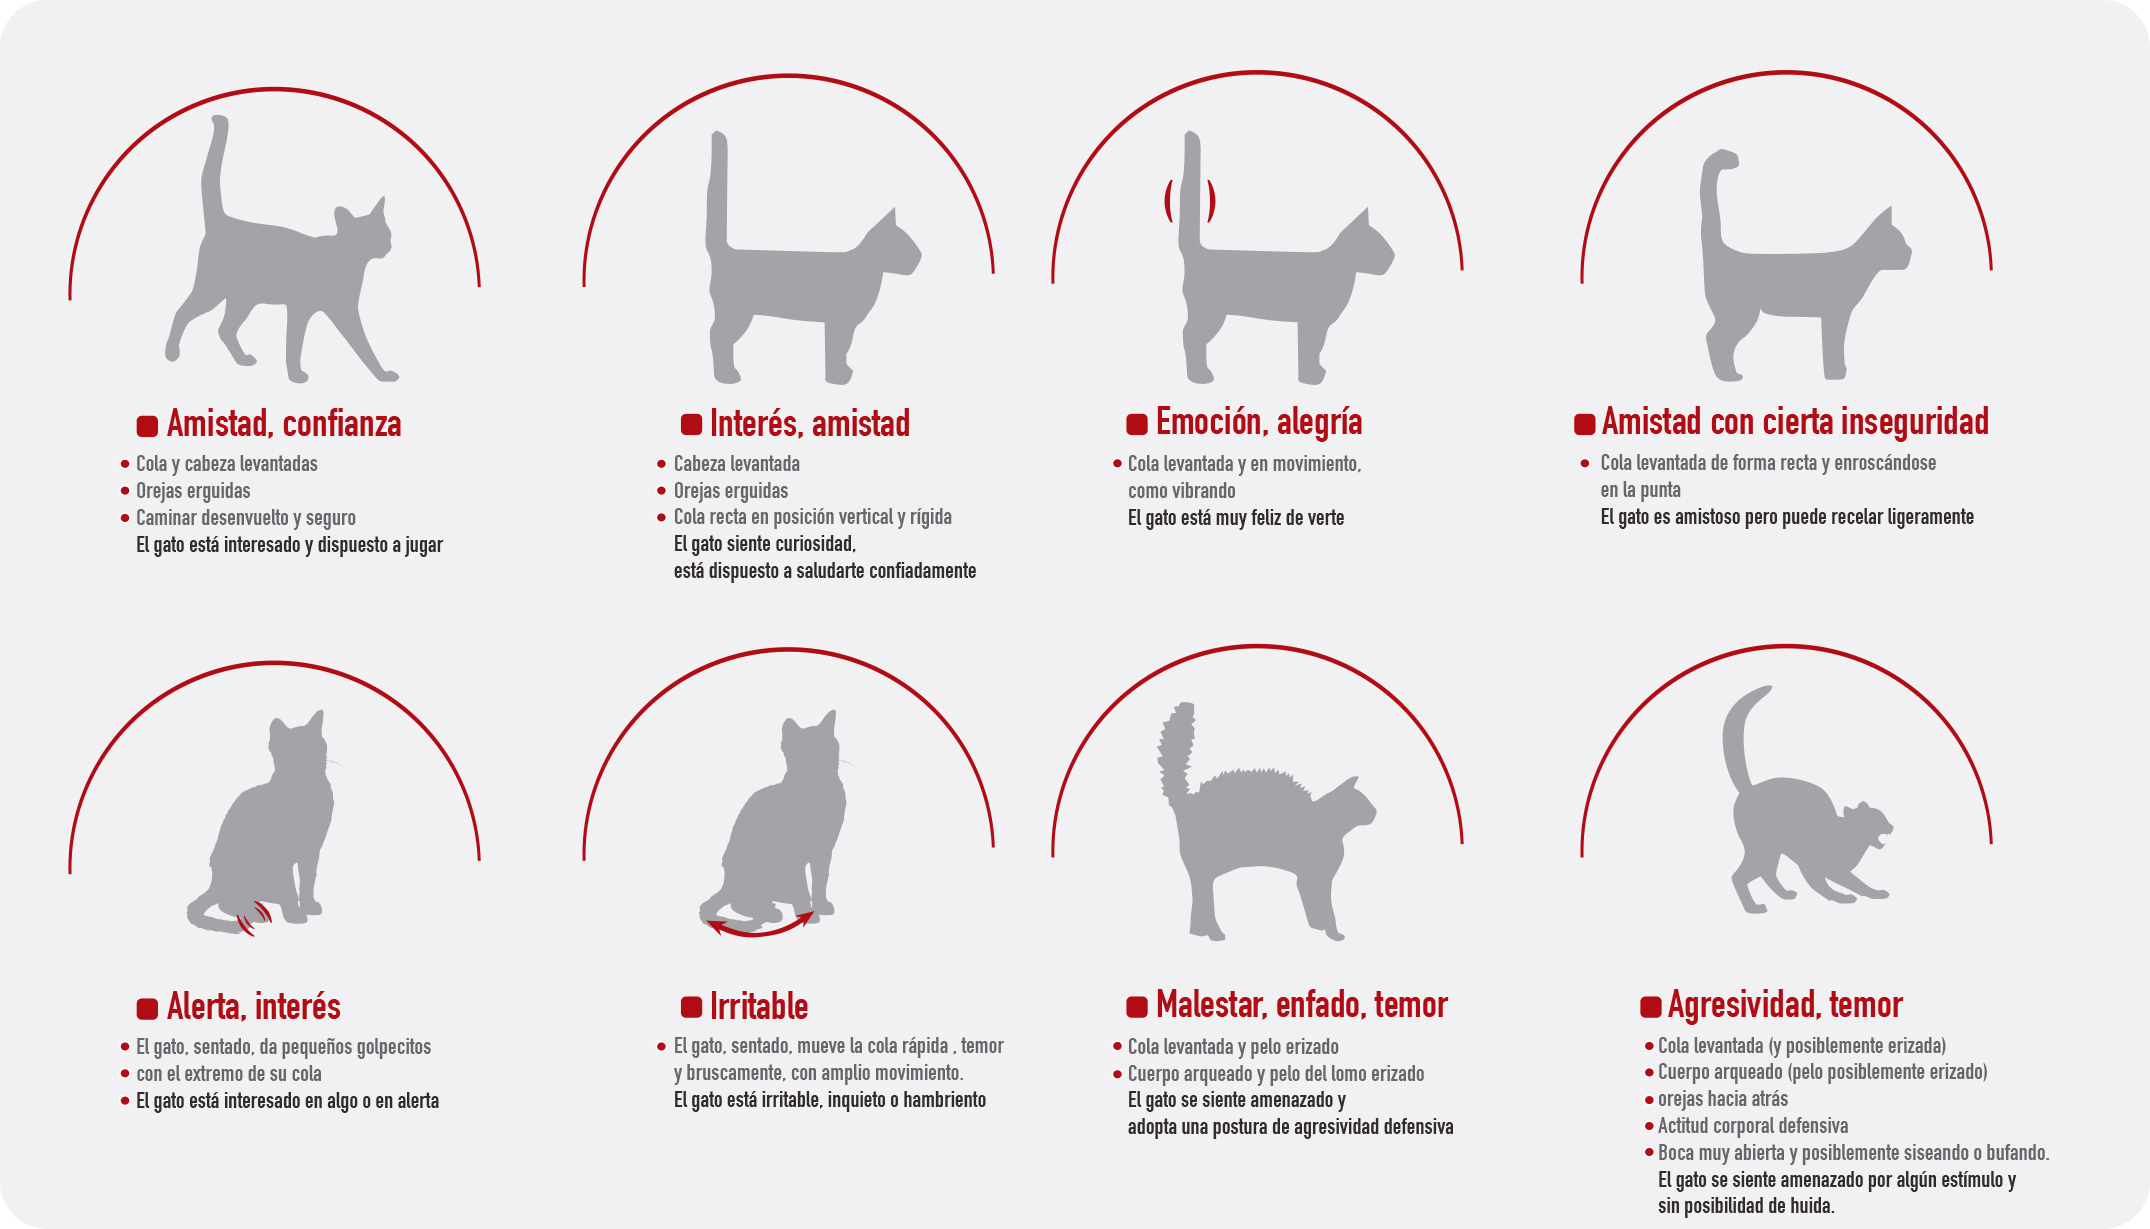 Amistad, confianza
Cola y cabeza levantadas
Orejas erguidas
Caminar desenvuelto y seguro
El gato está interesado y dispuesto a jugar
Interés, amistad
Cabeza levantada
Orejas erguidas
Cola recta en posición vertical y rígida
El gato siente curiosidad,
está dispuesto a saludarte confiadamente
Emoción, alegría
Cola levantada y en movimiento,
como vibrando
El gato está muy feliz de verte
Amistad con cierta inseguridad
Cola levantada de forma recta y enroscándose
en la punta
El gato es amistoso pero puede recelar ligeramente
Alerta, interés
El gato, sentado, da pequeños golpecitos
con el extremo de su cola
El gato está interesado en algo o en alerta
Irritable
El gato, sentado, mueve la cola rápida , temor
y bruscamente, con amplio movimiento.
El gato está irritable, inquieto o hambriento
Malestar, enfado, temor
Cola levantada y pelo erizado
Cuerpo arqueado y pelo del lomo erizado
El gato se siente amenazado y
adopta una postura de agresividad defensiva
Agresividad, temor
Cola levantada (y posiblemente erizada)
Cuerpo arqueado (pelo posiblemente erizado)
orejas hacia atrás
Actitud corporal defensiva
Boca muy abierta y posiblemente siseando o bufando.
El gato se siente amenazado por algún estímulo y
sin posibilidad de huida.